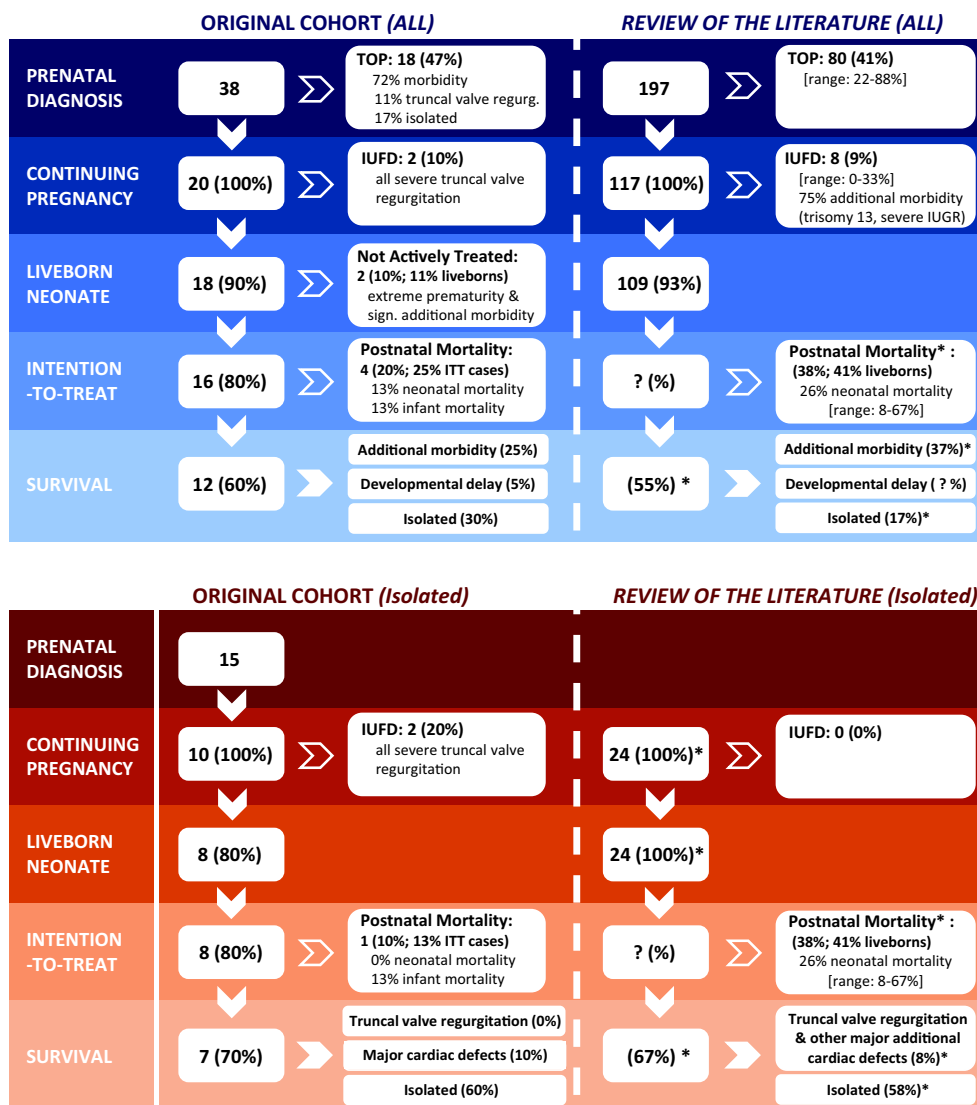 ORIGINAL COHORT (ALL)
REVIEW OF THE LITERATURE (ALL)
PRENATAL
DIAGNOSIS
38
TOP: 18 (47%)
72% morbidity
11% truncal valve regurg.
17% isolated
197
TOP: 80 (41%)
[range: 22-88%]
CONTINUING
PREGNANCY
20 (100%)
IUFD: 2 (10%)
all severe truncal valve
regurgitation
117 (100%)
IUFD: 8 (9%)
[range: 0-33%]
75% additional morbidity
(trisomy 13, severe IUGR)
LIVEBORN
NEONATE
18 (90%)
Not Actively Treated:
2 (10%; 11% liveborns)
extreme prematurity &
sign. additional morbidity
109 (93%)
INTENTION
-TO-TREAT
16 (80%)
Postnatal Mortality:
4 (20%; 25% ITT cases)
13% neonatal mortality
13% infant mortality
? (%)
Postnatal Mortality* :
(38%; 41% liveborns)
26% neonatal mortality
[range: 8-67%]
SURVIVAL
12 (60%)
Additional morbidity (25%)
Developmental delay (5%)
Isolated (30%)
(55%) *
Additional morbidity (37%)*
Developmental delay ( ? %)
Isolated (17%)*
ORIGINAL COHORT (Isolated)
REVIEW OF THE LITERATURE (Isolated)
PRENATAL
DIAGNOSIS
15
CONTINUING
PREGNANCY
10 (100%)
IUFD: 2 (20%)
all severe truncal valve
regurgitation
24 (100%)*
IUFD: 0 (0%)
LIVEBORN
NEONATE
8 (80%)
24 (100%)*
INTENTION
-TO-TREAT
8 (80%)
Postnatal Mortality:
1 (10%; 13% ITT cases)
0% neonatal mortality
13% infant mortality
? (%)
Postnatal Mortality* :
(38%; 41% liveborns)
26% neonatal mortality
[range: 8-67%]
SURVIVAL
7 (70%)
Truncal valve regurgitation (0%)
Major cardiac defects (10%)
Isolated (60%)
(67%) *
Truncal valve regurgitation
& other major additional
cardiac defects (8%)*
Isolated (58%)*